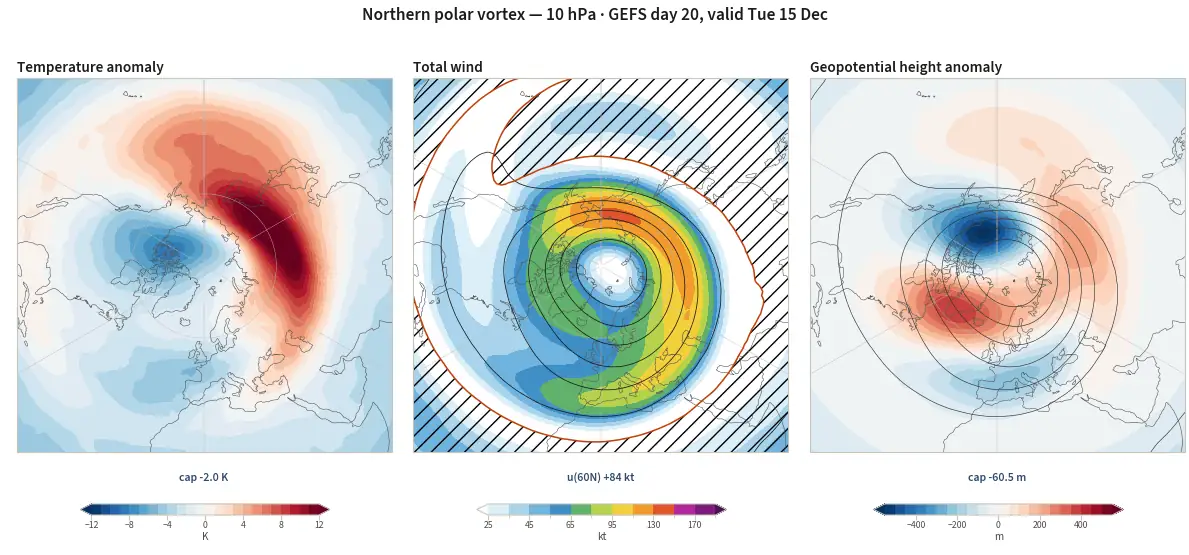 Northern polar vortex — 10 hPa · GEFS day 20, valid Tue 15 Dec
Temperature anomaly
Total wind
Geopotential height anomaly
cap -2.0 K
u(60N) +84 kt
cap -60.5 m
−12 −8 −4 0 4 8 12
K
25 45 65 95 130 170
kt
−400 −200 0 200 400
m